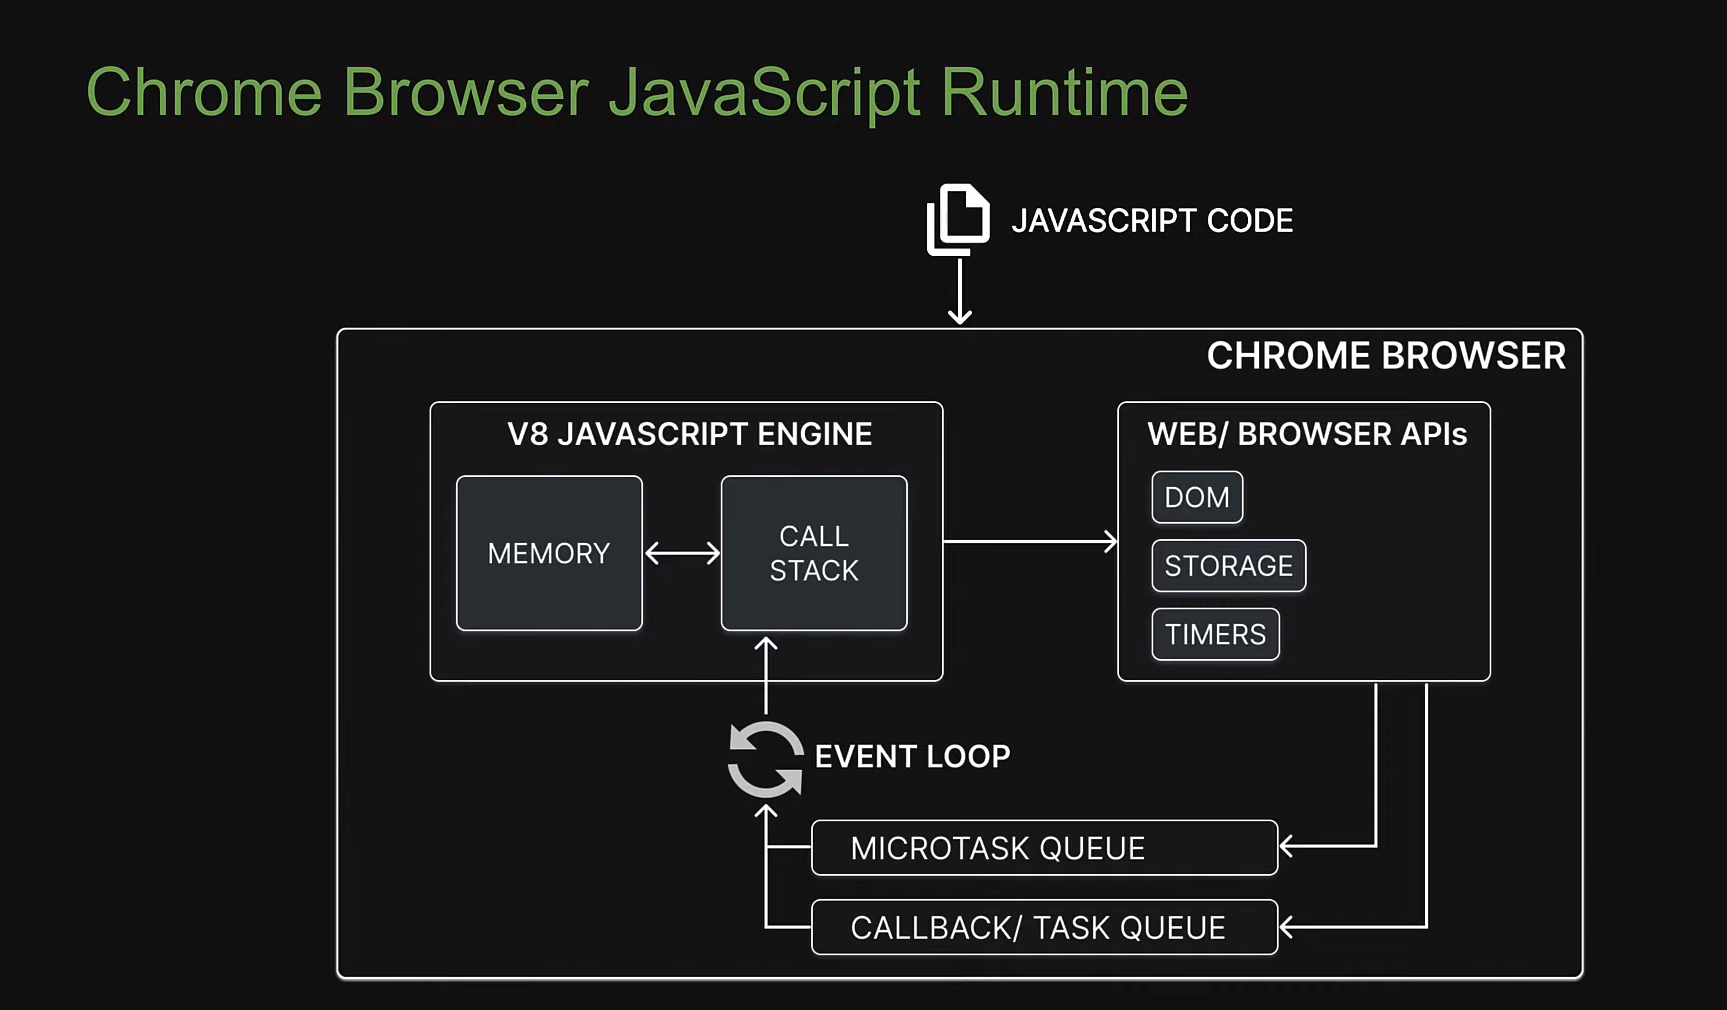 Chrome Browser JavaScript Runtime
JAVASCRIPT CODE
CHROME BROWSER
V8 JAVASCRIPT ENGINE
MEMORY
CALL
STACK
WEB/ BROWSER APIs
DOM
STORAGE
TIMERS
EVENT LOOP
MICROTASK QUEUE
CALLBACK/ TASK QUEUE